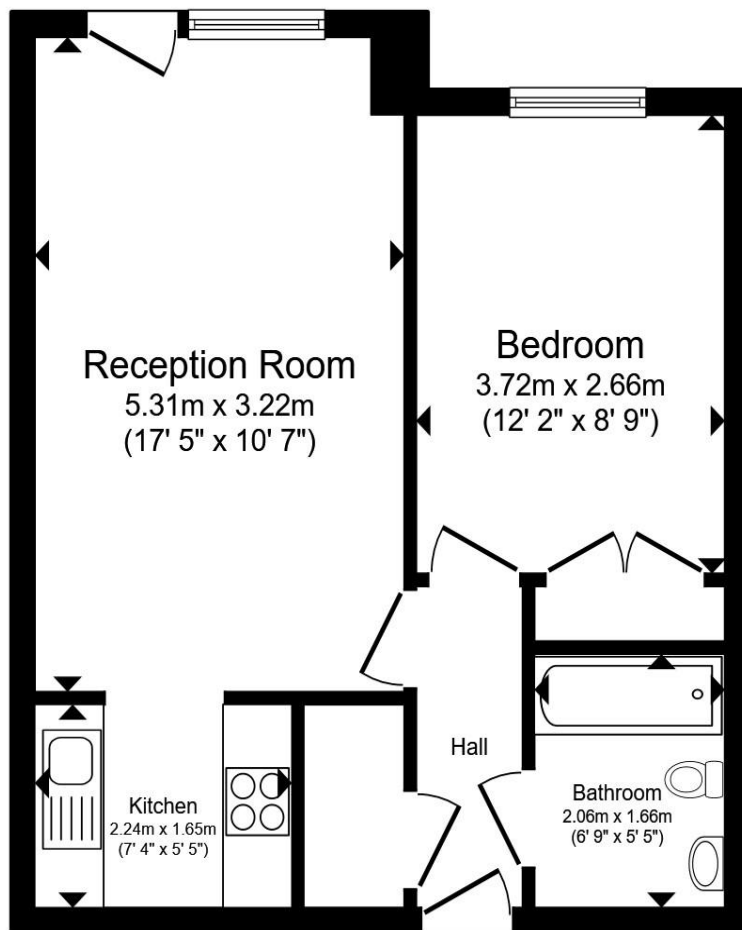 Reception Room
5.31m x 3.22m
(17' 5" x 10' 7")
Bedroom
3.72m x 2.66m
(12' 2" x 8' 9")
Hall
Kitchen
2.24m x 1.65m
(7' 4" x 5' 5")
Bathroom
2.06m x 1.66m
(6' 9" x 5' 5")